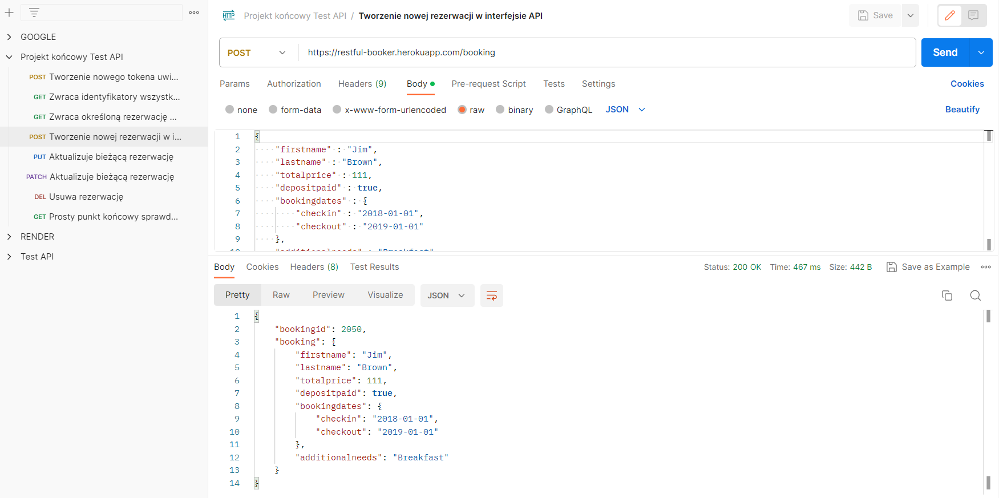 GOOGLE
Projekt końcowy Test API
POST Tworzenie nowego tokena uwi...
GET Zwraca identyfikatory wszystk...
GET Zwraca określoną rezerwację ...
POST Tworzenie nowej rezerwacji w i...
PUT Aktualizuje bieżącą rezerwację
PATCH Aktualizuje bieżącą rezerwację
DEL Usuwa rezerwację
GET Prosty punkt końcowy sprawd...
RENDER
Test API
HTTP Projekt końcowy Test API / Tworzenie nowej rezerwacji w interfejsie API
Save
POST https://restful-booker.herokuapp.com/booking Send
Params Authorization Headers (9) Body Pre-request Script Tests Settings Cookies
none form-data x-www-form-urlencoded raw binary GraphQL JSON Beautify
1 {
2 "firstname" : "Jim",
3 "lastname" : "Brown",
4 "totalprice" : 111,
5 "depositpaid" : true,
6 "bookingdates" : {
7 "checkin" : "2018-01-01",
8 "checkout" : "2019-01-01"
9 },
10 "additionalneeds" : "Breakfast"
Body Cookies Headers (8) Test Results Status: 200 OK Time: 467 ms Size: 442 B Save as Example
Pretty Raw Preview Visualize JSON
1 {
2 "bookingid": 2050,
3 "booking": {
4 "firstname": "Jim",
5 "lastname": "Brown",
6 "totalprice": 111,
7 "depositpaid": true,
8 "bookingdates": {
9 "checkin": "2018-01-01",
10 "checkout": "2019-01-01"
11 },
12 "additionalneeds": "Breakfast"
13 }
14 }